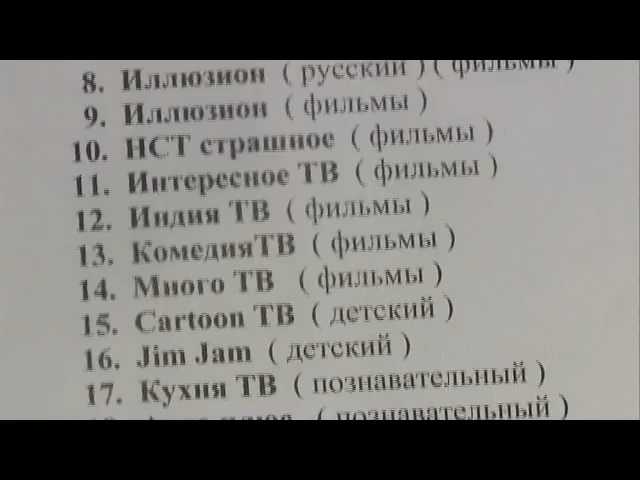 8. Иллюзион ( русский ) ( фильмы )
9. Иллюзион ( фильмы )
10. НСТ страшное ( фильмы )
11. Интересное ТВ ( фильмы )
12. Индия ТВ ( фильмы )
13. КомедияТВ ( фильмы )
14. Много ТВ ( фильмы )
15. Cartoon ТВ ( детский )
16. Jim Jam ( детский )
17. Кухня ТВ ( познавательный )
( познавательный )